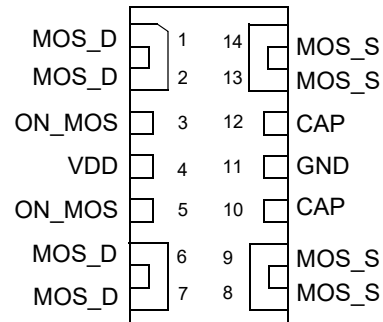 MOS_D 1 14 MOS_S
MOS_D 2 13 MOS_S
ON_MOS 3 12 CAP
VDD 4 11 GND
ON_MOS 5 10 CAP
MOS_D 6 9 MOS_S
MOS_D 7 8 MOS_S